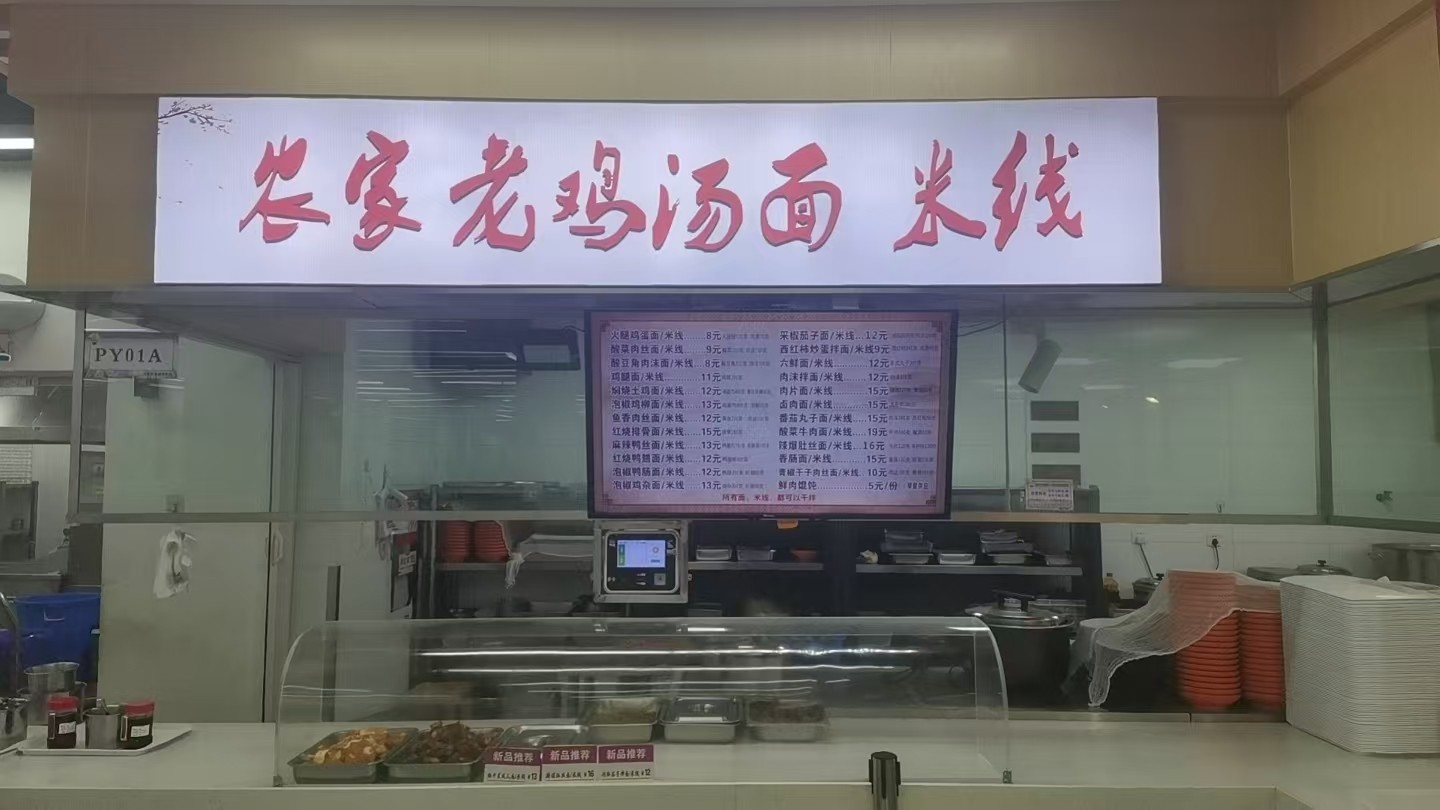 农家老鸡汤面 米线
PY01A
火腿鸡蛋面/米线......8元
酸菜肉丝面/米线......9元
酸豆角肉沫面/米线...8元
鸡腿面/米线.........11元
焖烧土鸡面/米线....12元
泡椒鸡柳面/米线....13元
鱼香肉丝面/米线....12元
红烧排骨面/米线....15元
麻辣鸭丝面/米线....13元
红烧鸭翅面/米线....12元
泡椒鸭肠面/米线....12元
泡椒鸡杂面/米线....13元
茄子面/米线...12元
西红柿炒蛋拌面/米线9元
六鲜面/米线.........12元
肉沫拌面/米线......12元
肉片面/米线.........15元
卤肉面/米线.........15元
番茄丸子面/米线...15元
酸菜牛肉面/米线...19元
辣爆肚丝面/米线...16元
香肠面/米线.........15元
青椒千子肉丝面/米线..10元
鲜肉馄饨............5元/份
所有面、米线、都可以干拌
新品推荐
新品推荐
新品推荐